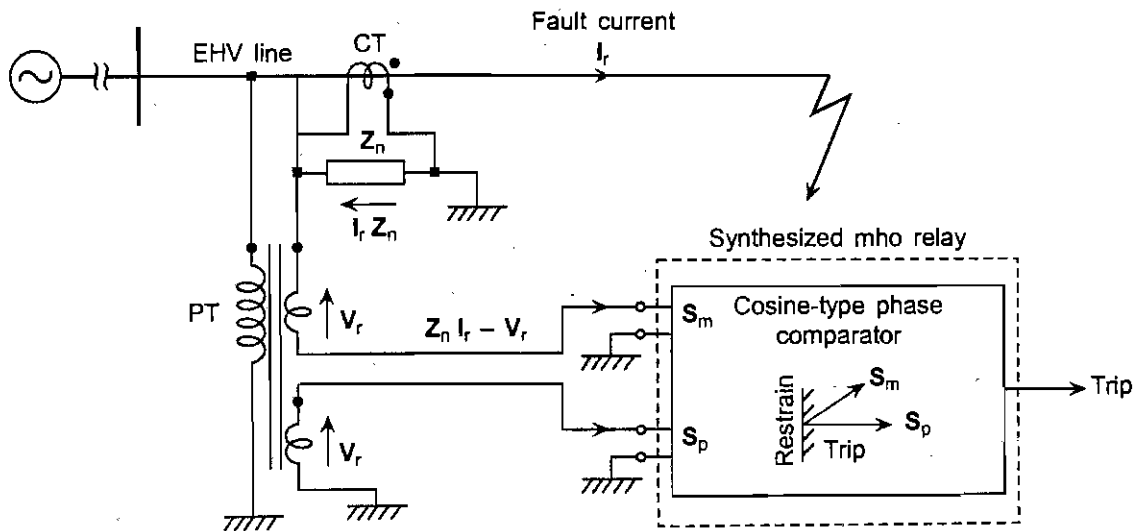 Fault current
I_r
CT
EHV line
Z_n
I_r Z_n
Synthesized mho relay
PT
V_r
Z_n I_r − V_r
S_m
Cosine-type phase
comparator
Restrain
S_m
S_p
Trip
Trip
V_r
S_p